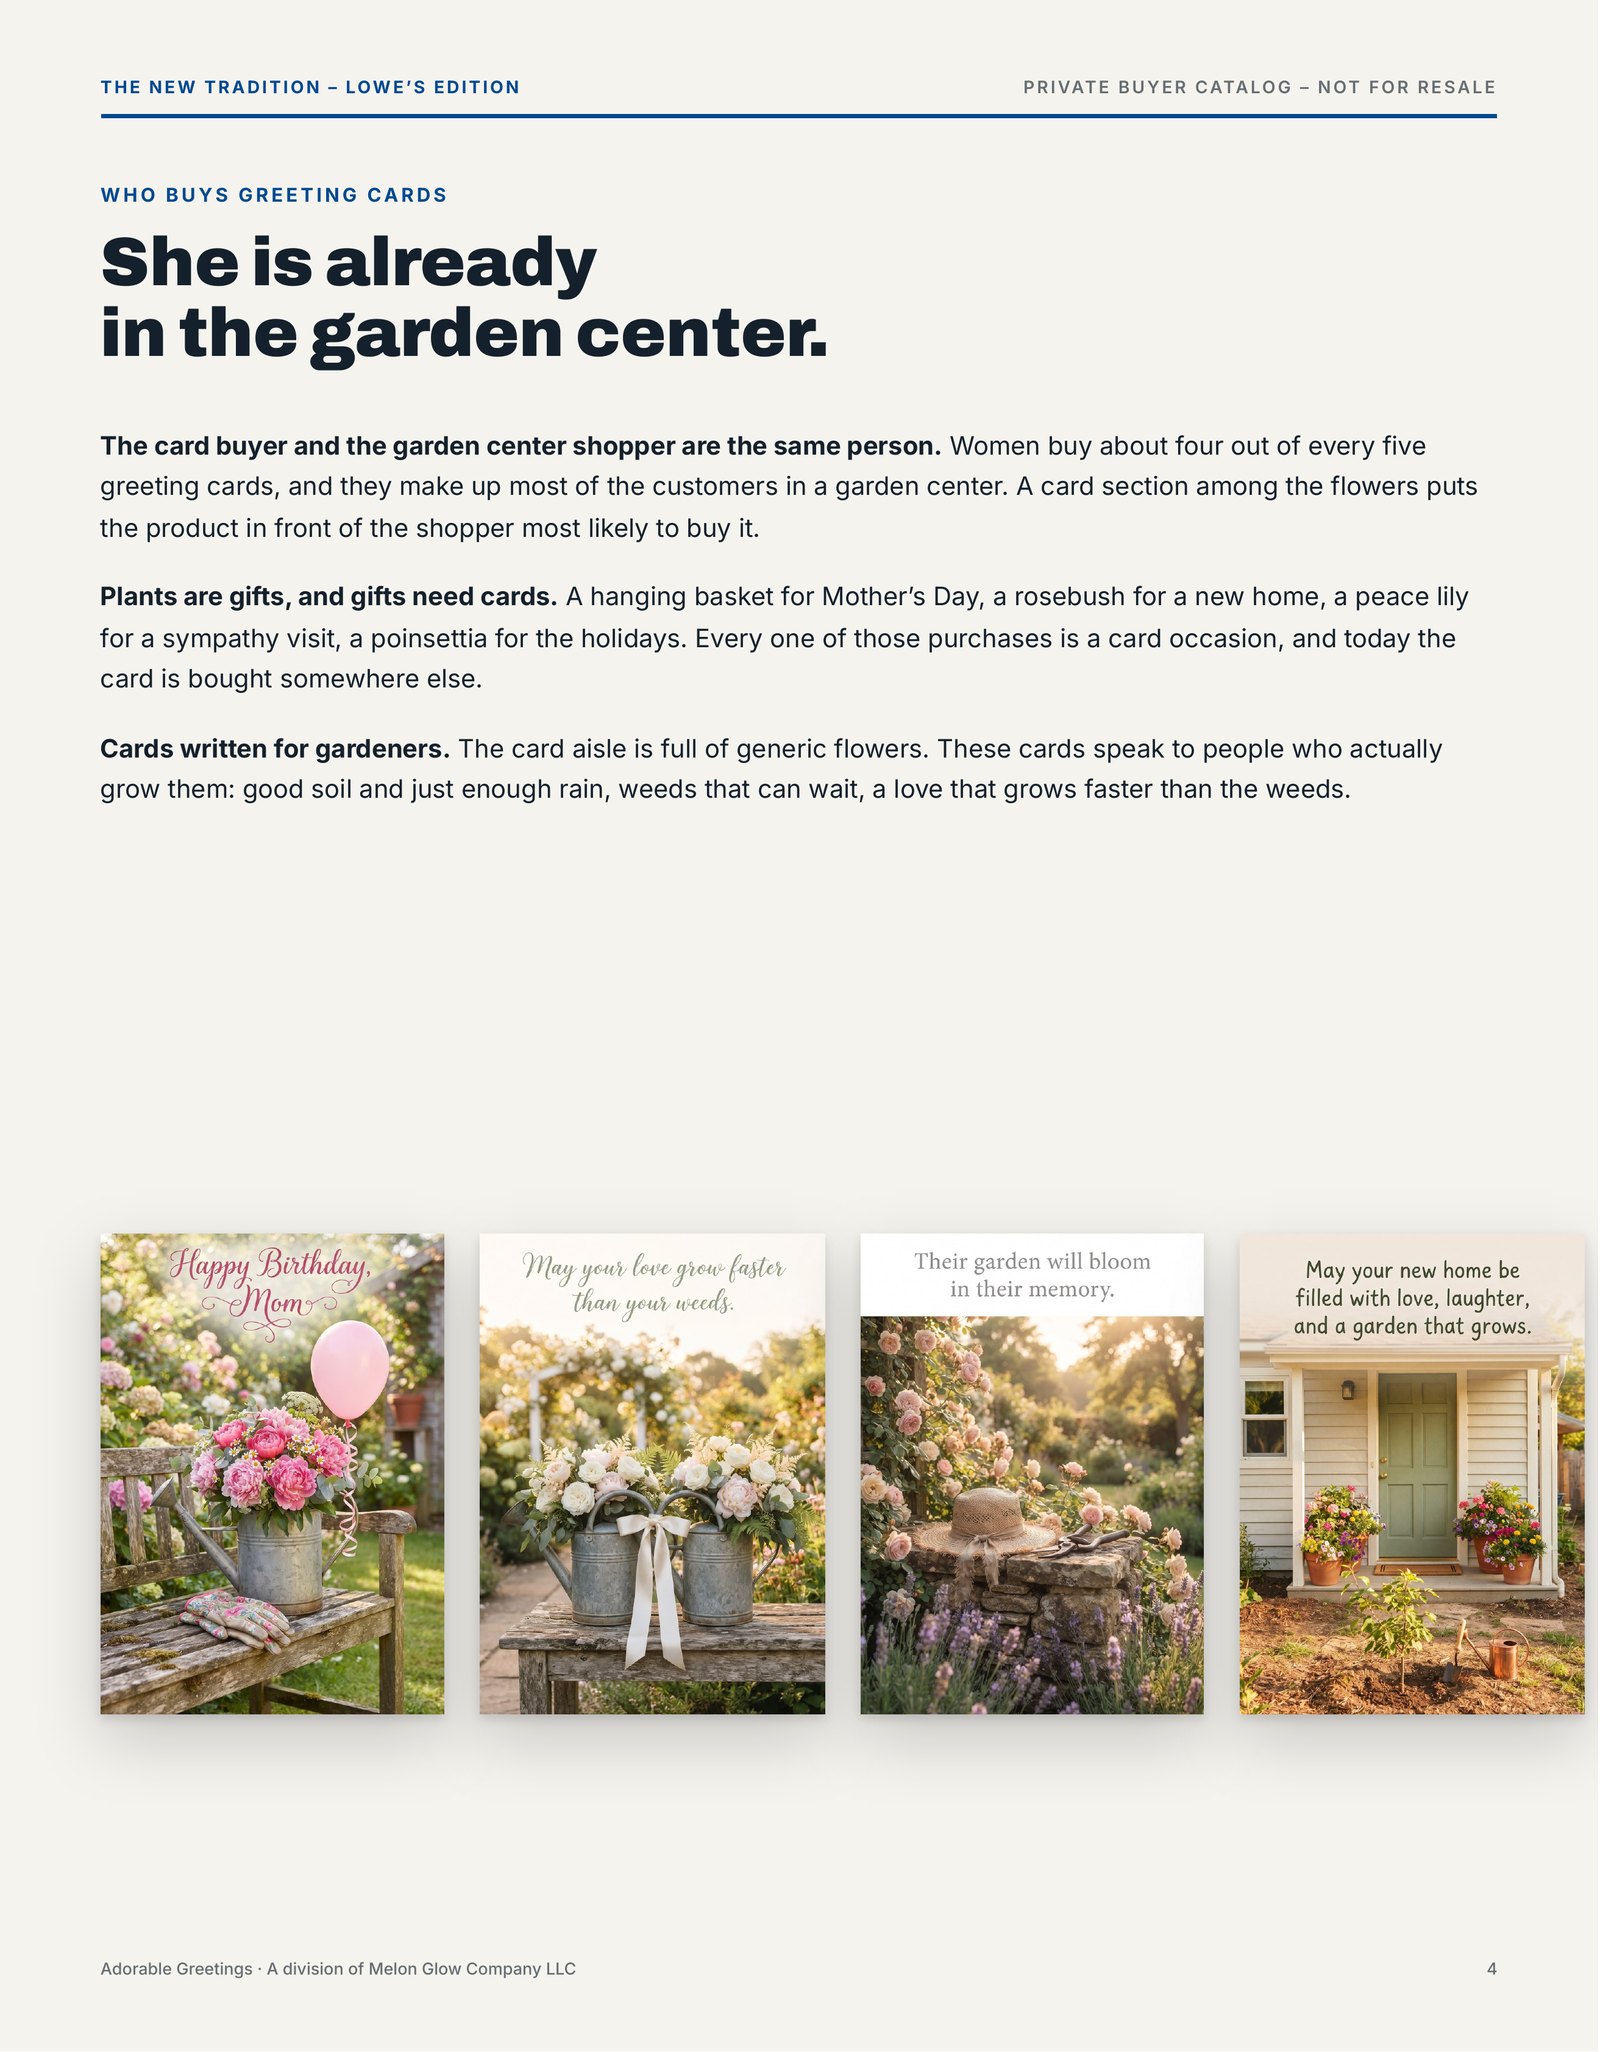 THE NEW TRADITION – LOWE’S EDITION
PRIVATE BUYER CATALOG – NOT FOR RESALE
WHO BUYS GREETING CARDS
She is already
in the garden center.
The card buyer and the garden center shopper are the same person. Women buy about four out of every five
greeting cards, and they make up most of the customers in a garden center. A card section among the flowers puts
the product in front of the shopper most likely to buy it.
Plants are gifts, and gifts need cards. A hanging basket for Mother’s Day, a rosebush for a new home, a peace lily
for a sympathy visit, a poinsettia for the holidays. Every one of those purchases is a card occasion, and today the
card is bought somewhere else.
Cards written for gardeners. The card aisle is full of generic flowers. These cards speak to people who actually
grow them: good soil and just enough rain, weeds that can wait, a love that grows faster than the weeds.
Happy Birthday,
Mom
May your love grow faster
than your weeds.
Their garden will bloom
in their memory.
May your new home be
filled with love, laughter,
and a garden that grows.
Adorable Greetings · A division of Melon Glow Company LLC
4